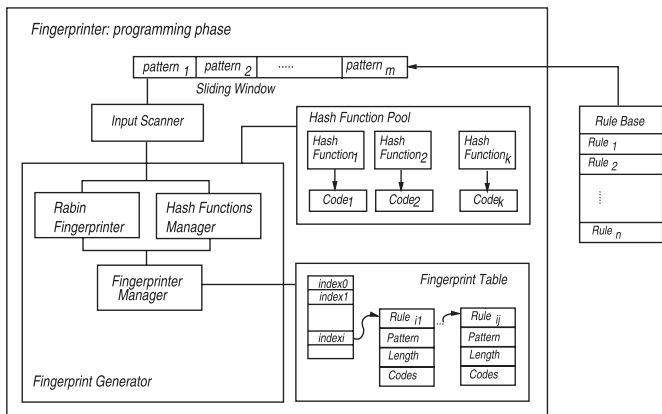 Fingerprinter: programming phase
pattern 1 pattern 2 ..... pattern m
Sliding Window
Input Scanner
Hash Function Pool
Hash Function1
Hash Function2
Hash Functionk
Code1
Code2
Codek
Rule Base
Rule 1
Rule 2
.....
Rule n
Rabin Fingerprinter
Hash Functions Manager
Fingerprinter Manager
Fingerprint Generator
Fingerprint Table
index0
index1
indexi
Rule i1
Pattern
Length
Codes
...
Rule ij
Pattern
Length
Codes